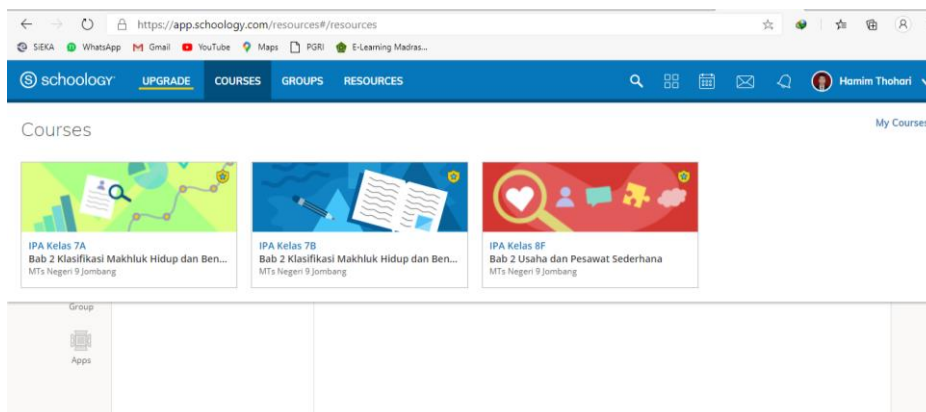 https://app.schoology.com/resources#/resources
SiEKA WhatsApp Gmail YouTube Maps PGRI E-Learning Madras...
S schoology UPGRADE COURSES GROUPS RESOURCES Hamim Thohari
Courses
My Courses
IPA Kelas 7A
Bab 2 Klasifikasi Makhluk Hidup dan Ben...
MTs Negeri 9 Jombang
IPA Kelas 7B
Bab 2 Klasifikasi Makhluk Hidup dan Ben...
MTs Negeri 9 Jombang
IPA Kelas 8F
Bab 2 Usaha dan Pesawat Sederhana
MTs Negeri 9 Jombang
Group
Apps